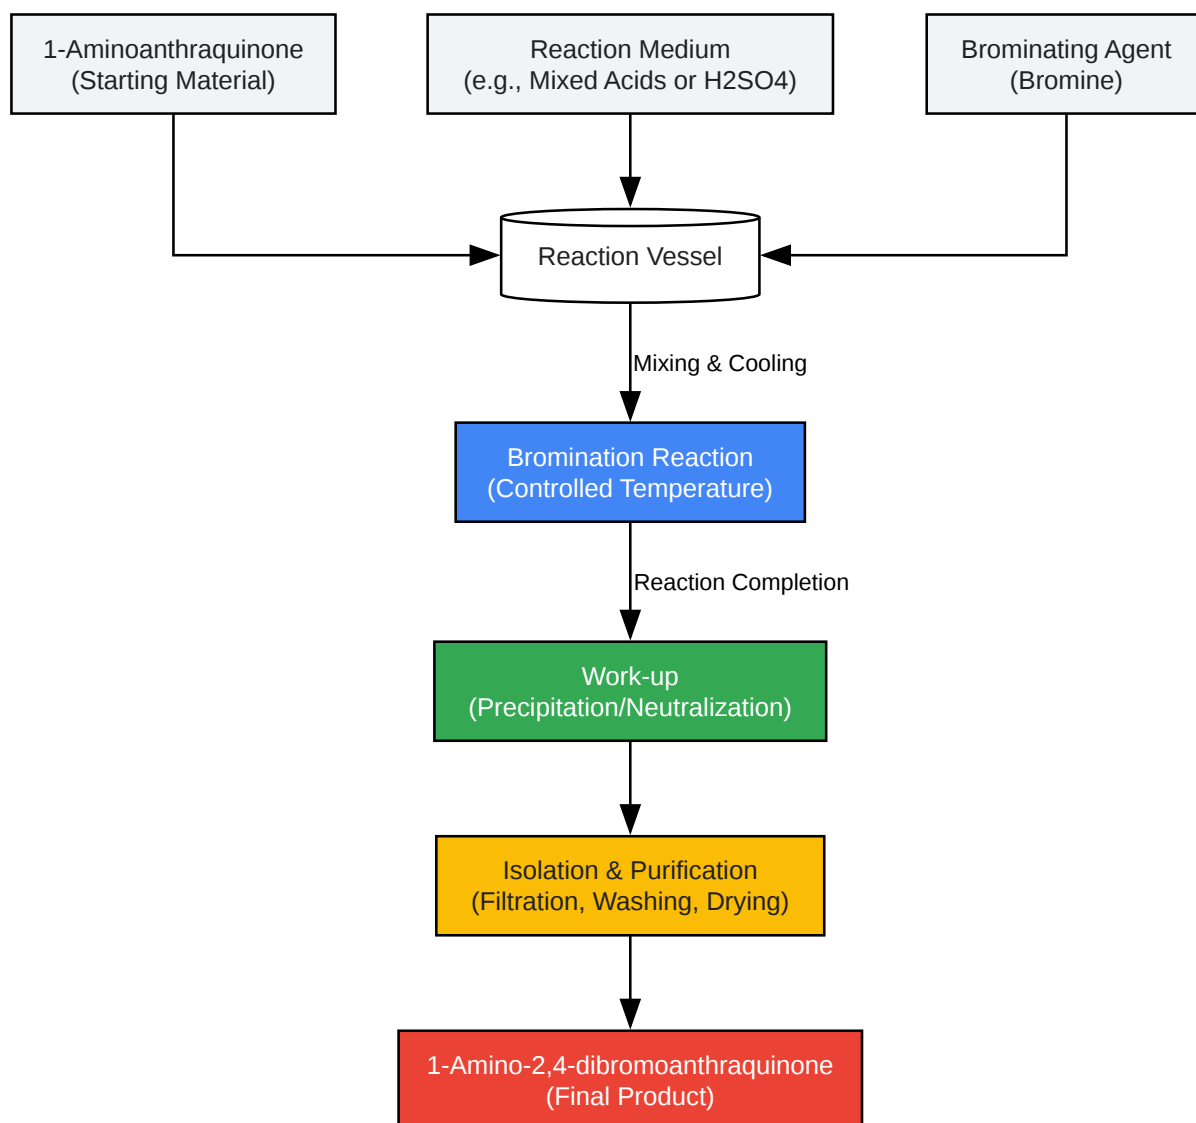 1-Aminoanthraquinone
(Starting Material)
Reaction Medium
(e.g., Mixed Acids or H2SO4)
Brominating Agent
(Bromine)
Reaction Vessel
Mixing & Cooling
Bromination Reaction
(Controlled Temperature)
Reaction Completion
Work-up
(Precipitation/Neutralization)
Isolation & Purification
(Filtration, Washing, Drying)
1-Amino-2,4-dibromoanthraquinone
(Final Product)